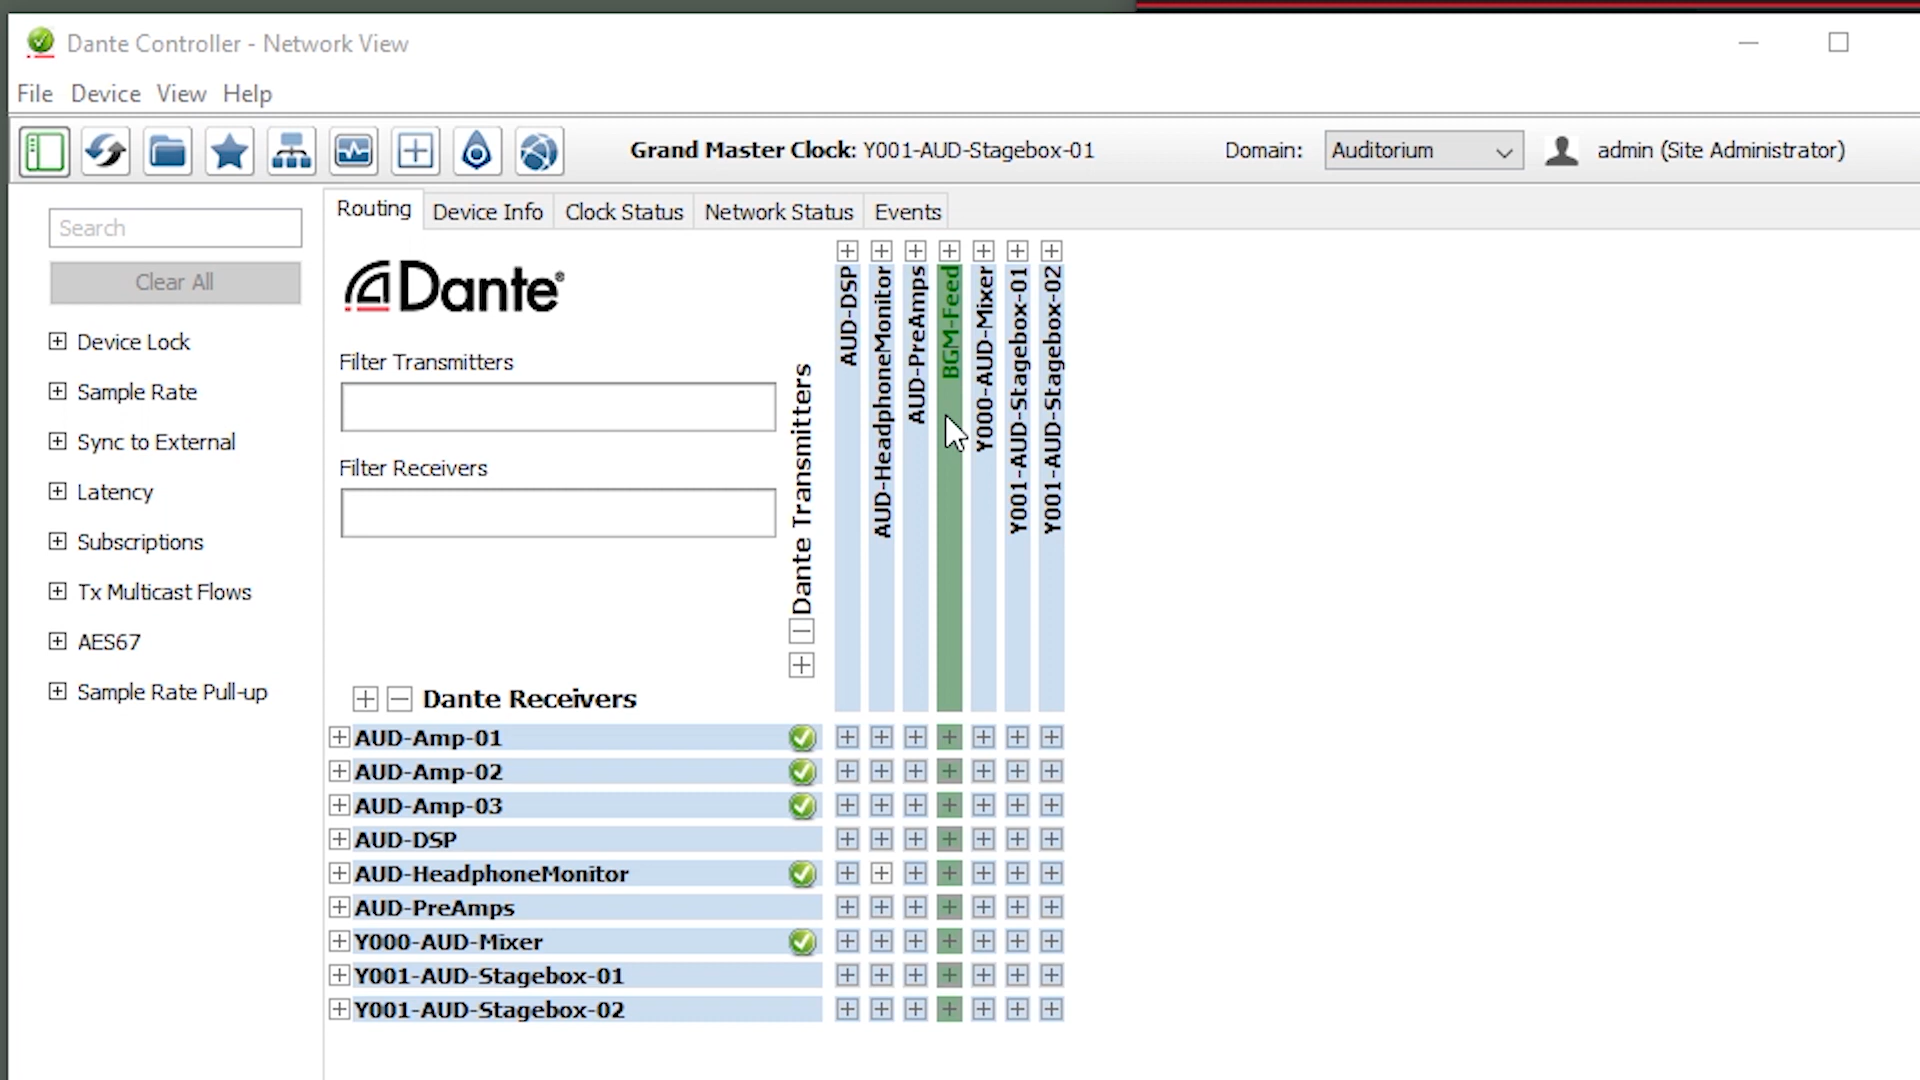 Dante Controller - Network View
File Device View Help
Grand Master Clock: Y001-AUD-Stagebox-01
Domain: Auditorium
admin (Site Administrator)
Search
Clear All
Device Lock
Sample Rate
Sync to External
Latency
Subscriptions
Tx Multicast Flows
AES67
Sample Rate Pull-up
Routing Device Info Clock Status Network Status Events
Dante®
Filter Transmitters
Filter Receivers
Dante Transmitters
AUD-DSP
AUD-HeadphoneMonitor
AUD-PreAmps
BGM-Feed
Y000-AUD-Mixer
Y001-AUD-Stagebox-01
Y001-AUD-Stagebox-02
Dante Receivers
AUD-Amp-01
AUD-Amp-02
AUD-Amp-03
AUD-DSP
AUD-HeadphoneMonitor
AUD-PreAmps
Y000-AUD-Mixer
Y001-AUD-Stagebox-01
Y001-AUD-Stagebox-02